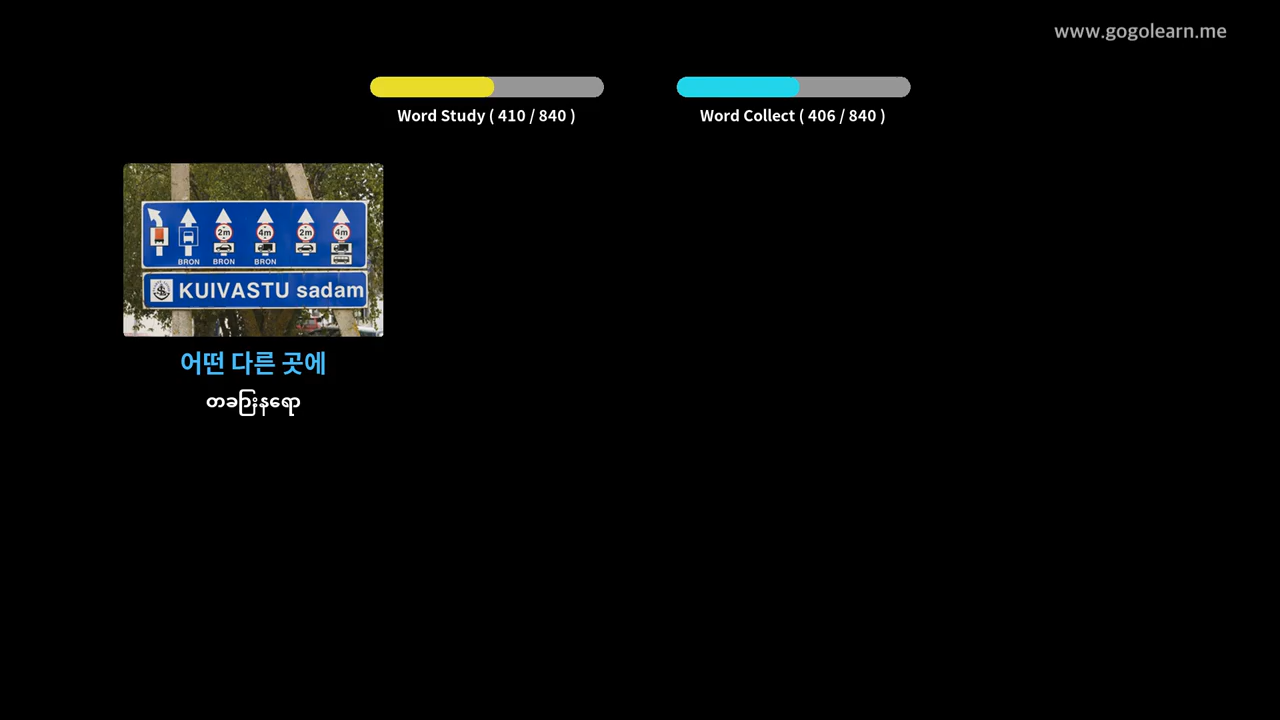 www.gogolearn.me
Word Study ( 410 / 840 )
Word Collect ( 406 / 840 )
2m 4m 2m 4m
BRON BRON BRON
KUIVASTU sadam
어떤 다른 곳에
တခြားနေရာ